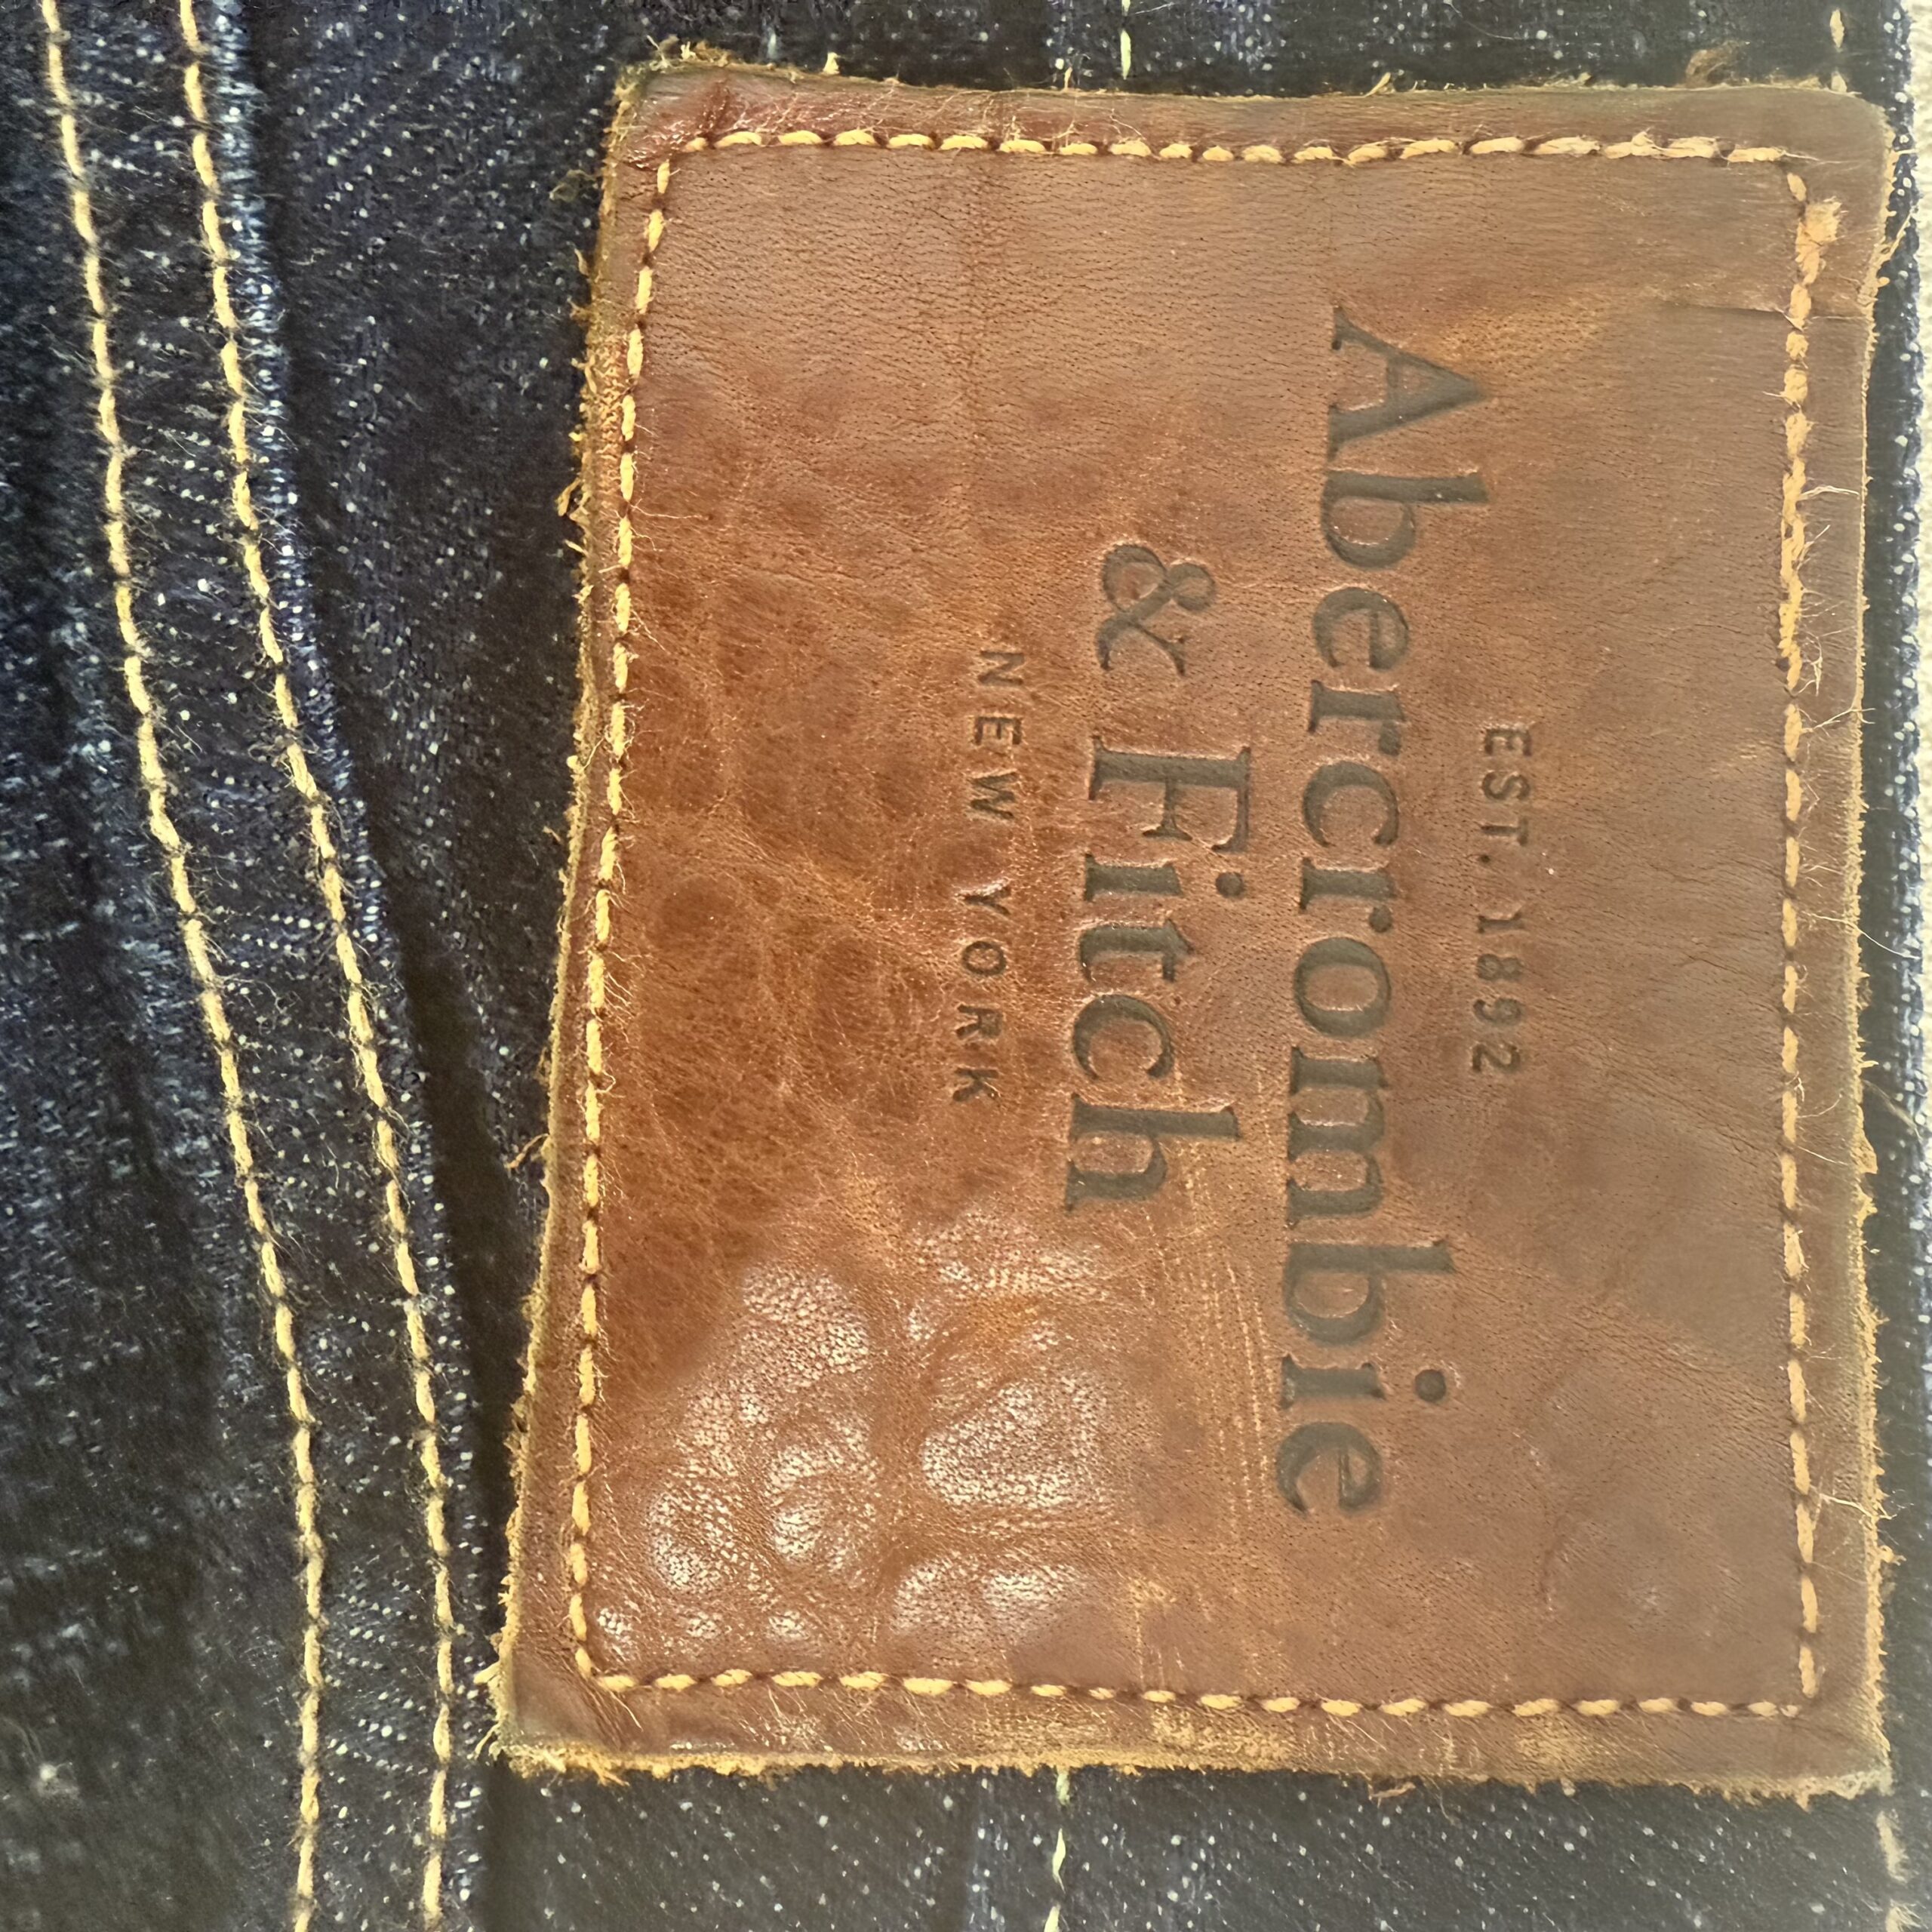 EST. 1892
Abercrombie
& Fitch
NEW YORK